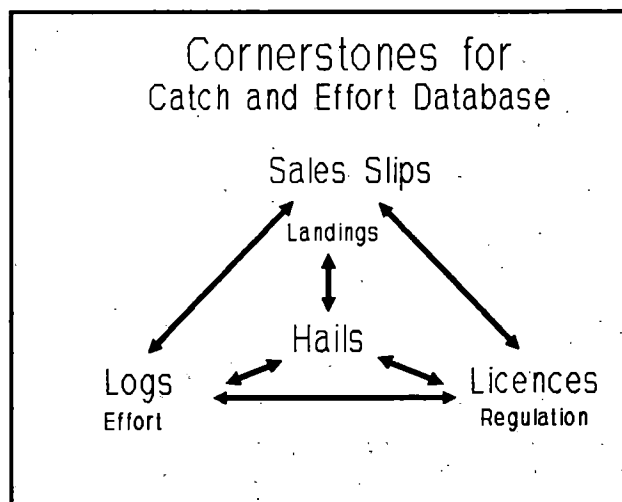 Cornerstones for
Catch and Effort Database
Sales Slips
Landings
Hails
Logs
Licences
Effort
Regulation